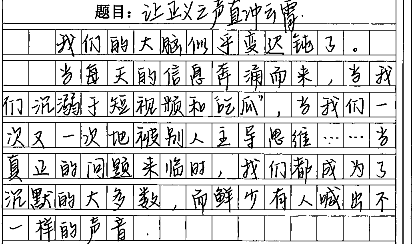 题目：让正义之声直冲云霄
我们的大脑似乎变迟钝了。
当每天的信息奔涌而来，当我
们沉溺于短视频和“吃瓜”，当我们一
次又一次地被别人主导思维……当
真正的问题来临时，我们都成为了
沉默的大多数，而鲜少有人喊出不
一样的声音．